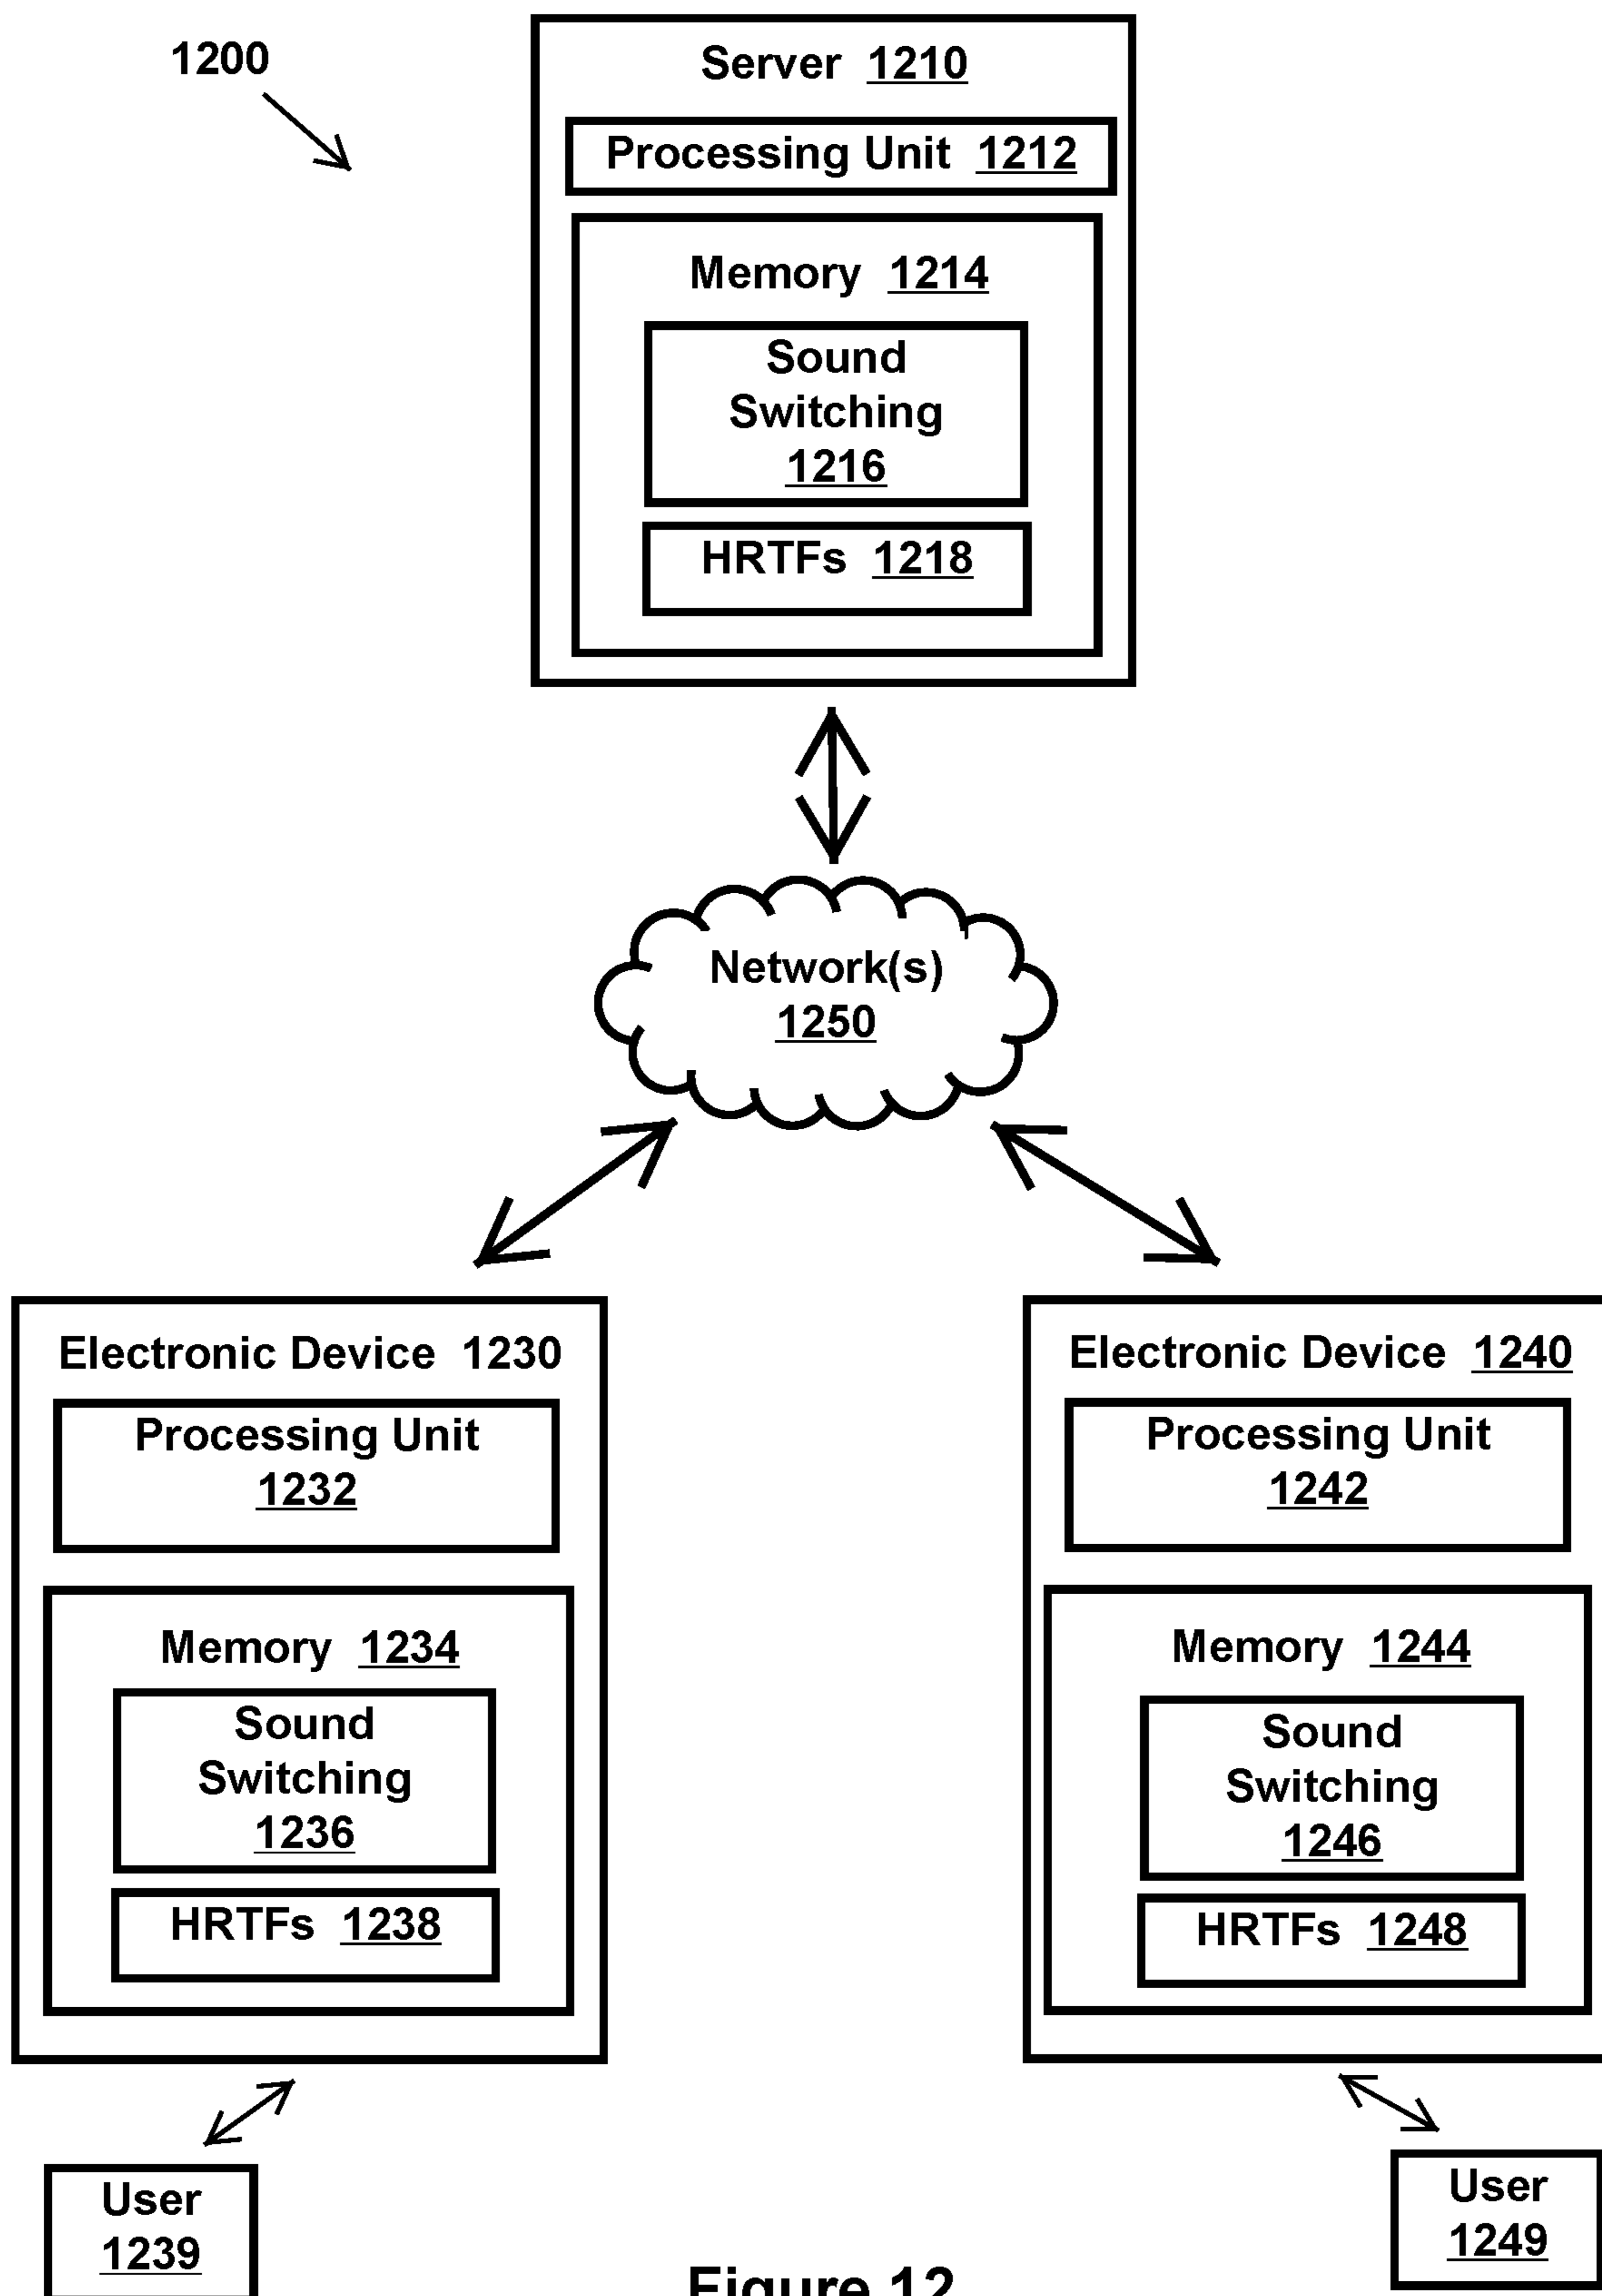 1200
Server 1210
Processing Unit 1212
Memory 1214
Sound
Switching
1216
HRTFs 1218
Network(s)
1250
Electronic Device 1230
Processing Unit
1232
Memory 1234
Sound
Switching
1236
HRTFs 1238
User
1239
Electronic Device 1240
Processing Unit
1242
Memory 1244
Sound
Switching
1246
HRTFs 1248
User
1249
Figure 12